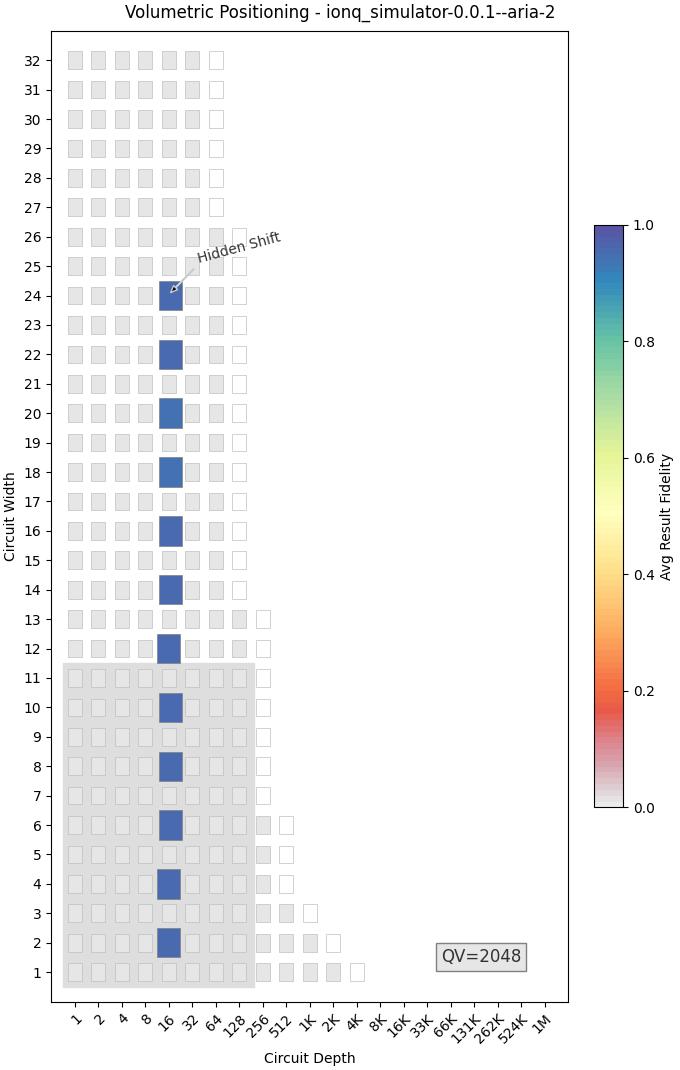 Volumetric Positioning - ionq_simulator-0.0.1--aria-2
32
31
30
29
28
27
26
25
24
23
22
21
20
19
18
17
16
15
14
13
12
11
10
9
8
7
6
5
4
3
2
1
Circuit Width
Hidden Shift
QV=2048
1
2
4
8
16
32
64
128
256
512
1K
2K
4K
8K
16K
33K
66K
131K
262K
524K
1M
Circuit Depth
1.0
0.8
0.6
0.4
0.2
0.0
Avg Result Fidelity